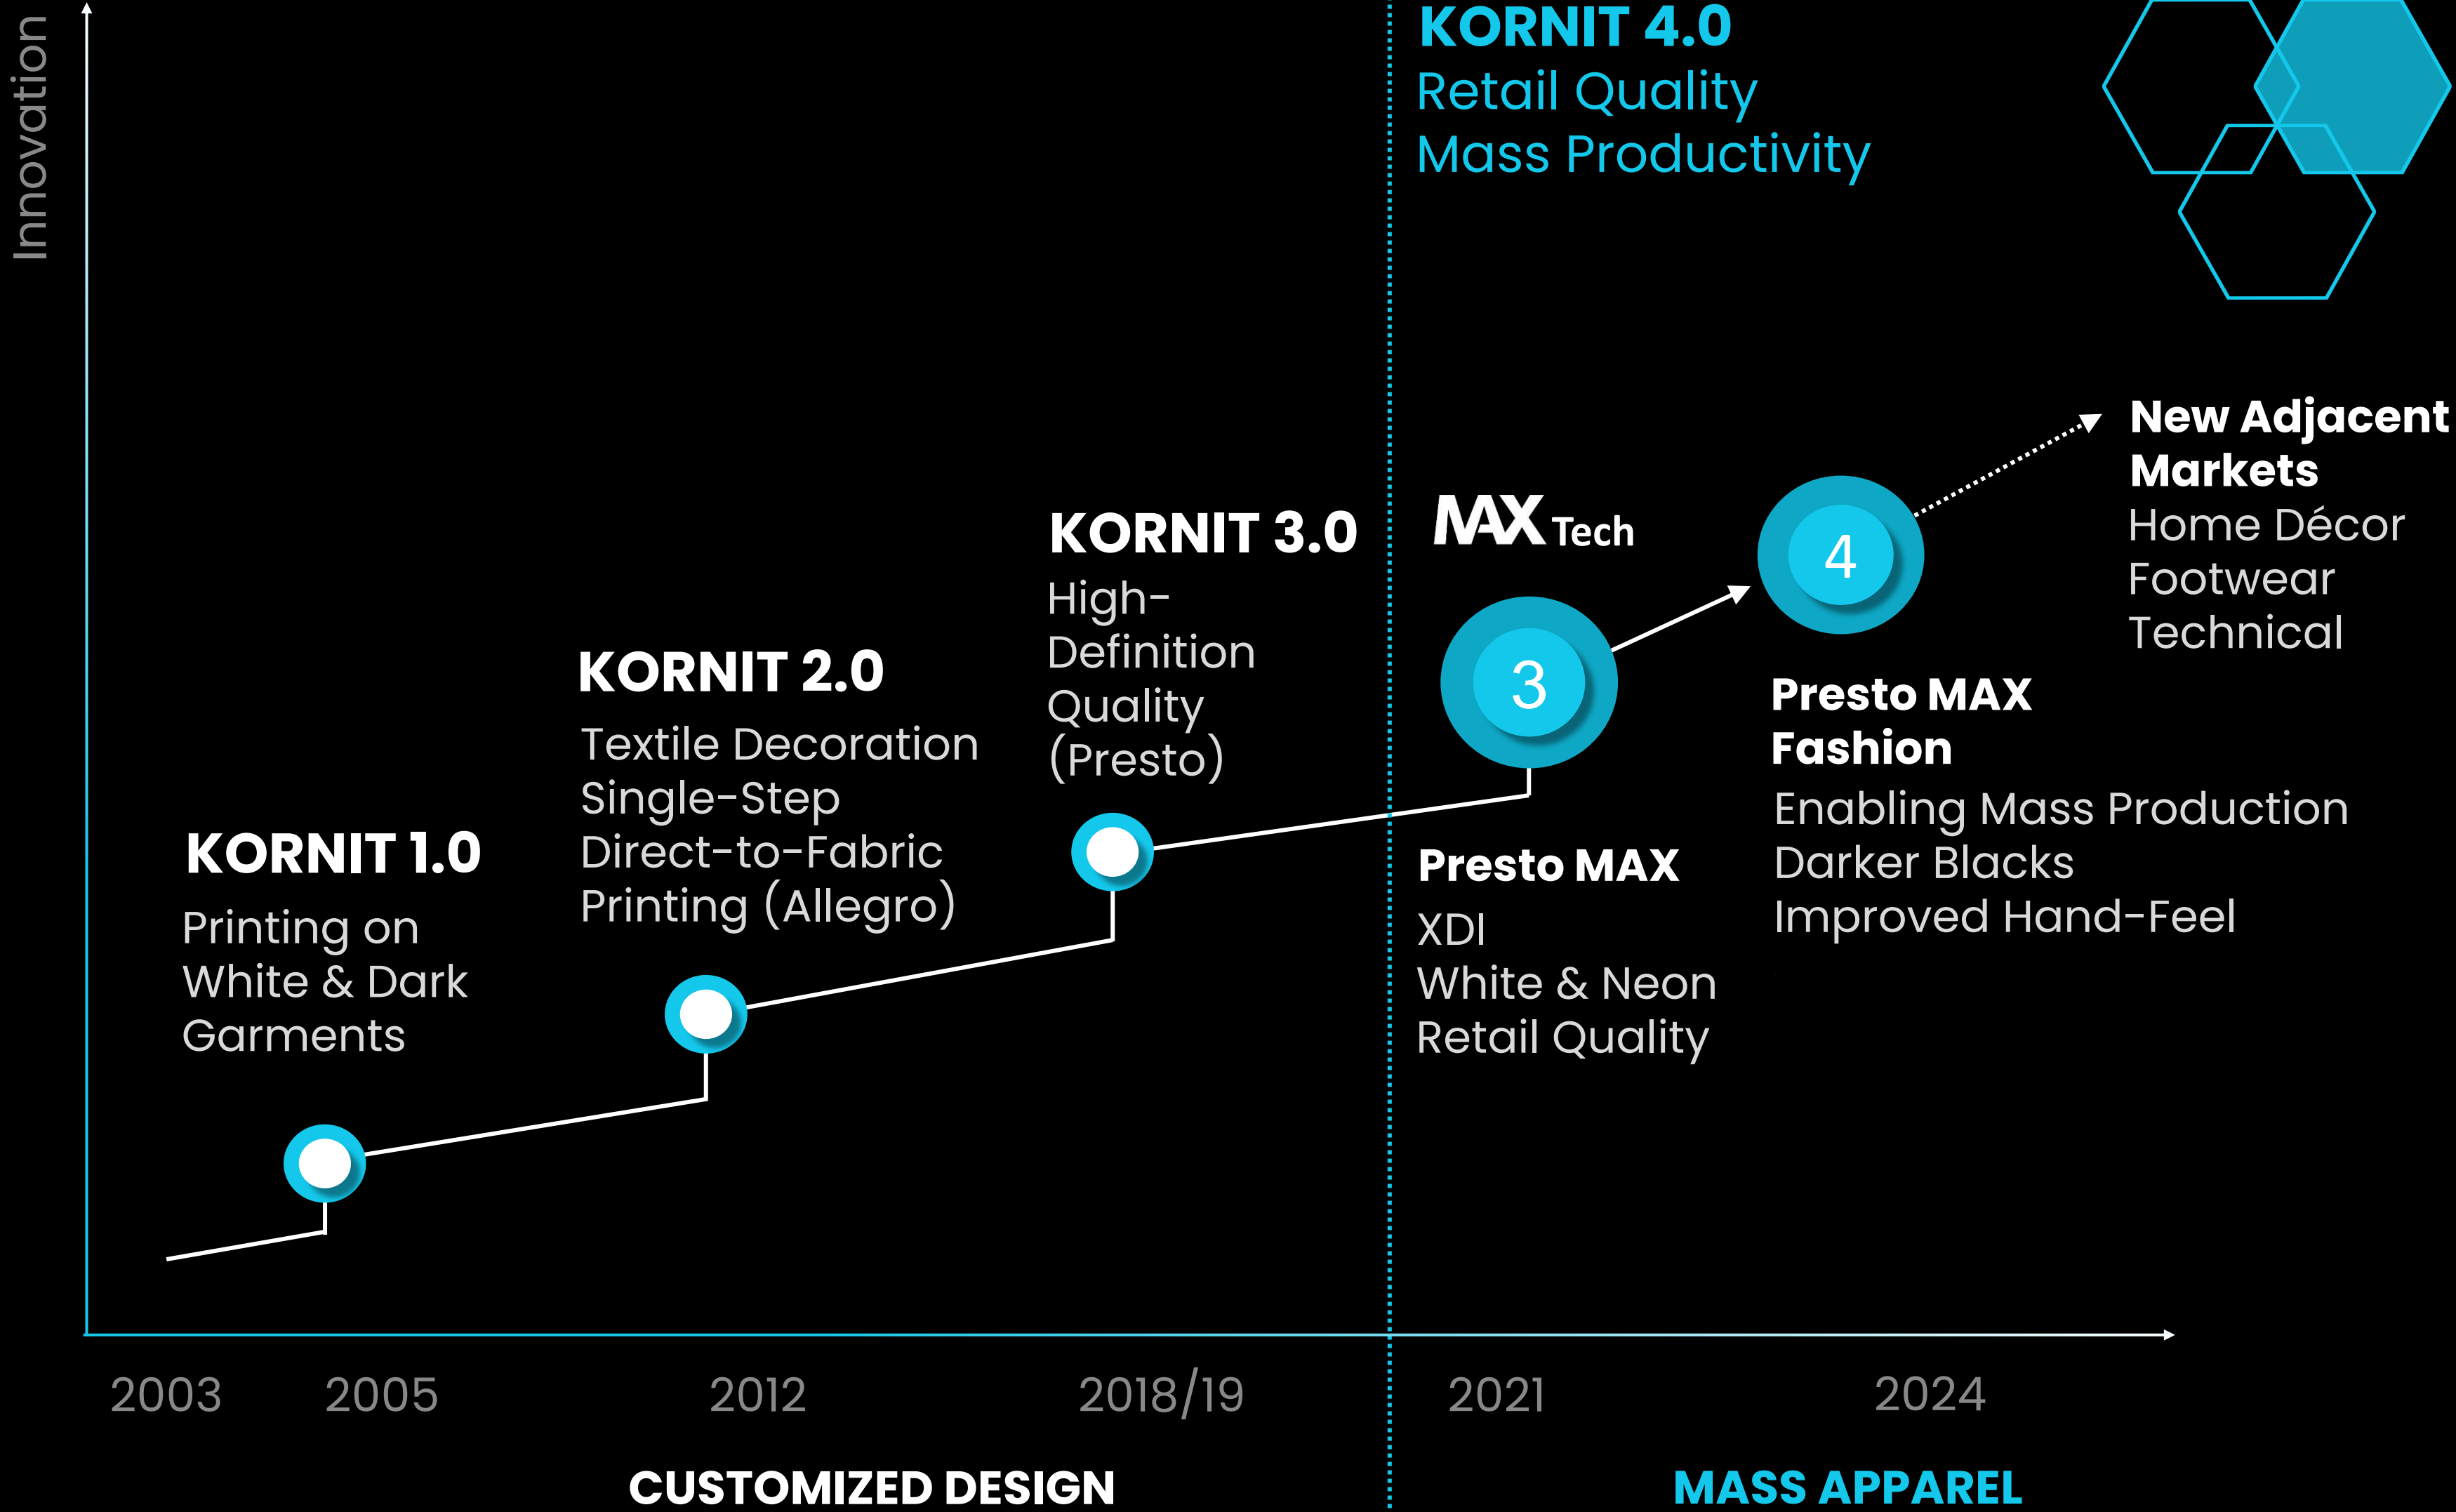 Innovation
KORNIT 4.0
Retail Quality
Mass Productivity
KORNIT 1.0
Printing on
White & Dark
Garments
KORNIT 2.0
Textile Decoration
Single-Step
Direct-to-Fabric
Printing (Allegro)
KORNIT 3.0
High-
Definition
Quality
(Presto)
MAX Tech
3
Presto MAX
XDI
White & Neon
Retail Quality
4
Presto MAX
Fashion
Enabling Mass Production
Darker Blacks
Improved Hand-Feel
New Adjacent
Markets
Home Décor
Footwear
Technical
2003 2005 2012 2018/19 2021 2024
CUSTOMIZED DESIGN MASS APPAREL